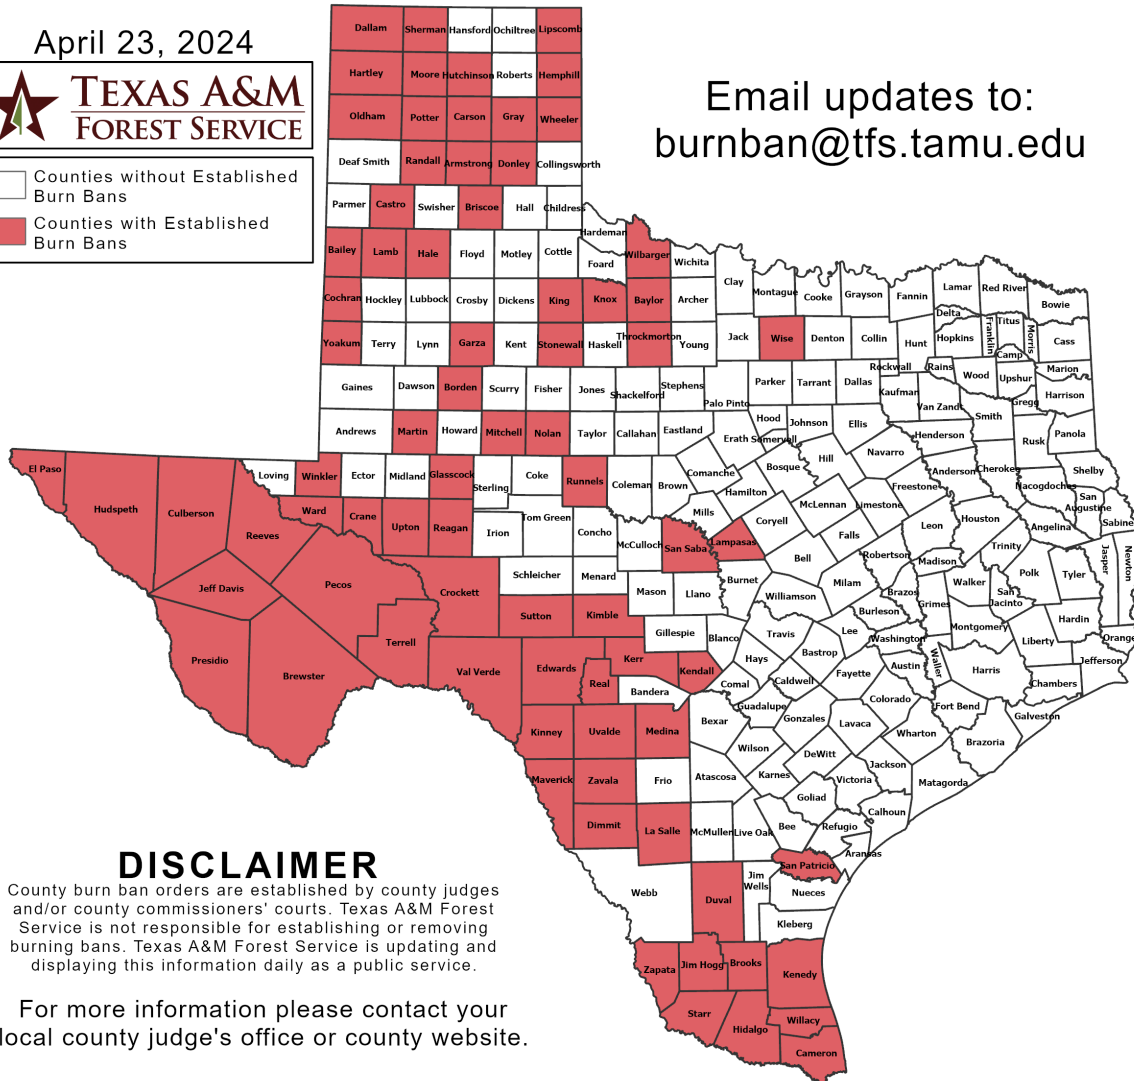 April 23, 2024
TEXAS A&M
FOREST SERVICE
Counties without Established
Burn Bans
Counties with Established
Burn Bans
Email updates to:
burnban@tfs.tamu.edu
Dallam Sherman Hansford Ochiltree Lipscomb
Hartley Moore Hutchinson Roberts Hemphill
Oldham Potter Carson Gray Wheeler
Deaf Smith Randall Armstrong Donley Collingsworth
Parmer Castro Swisher Briscoe Hall Childress
Hardeman
Bailey Lamb Hale Floyd Motley Cottle Foard Wilbarger Wichita
Clay Montague Cooke Grayson Fannin Lamar Red River Bowie
Cochran Hockley Lubbock Crosby Dickens King Knox Baylor Archer
Delta Franklin Titus Morris Cass
Yoakum Terry Lynn Garza Kent Stonewall Haskell Throckmorton Young Jack Wise Denton Collin Hunt Hopkins
Camp Rockwall Rains Wood Upshur Marion
Gaines Dawson Borden Scurry Fisher Jones Shackelford Stephens Palo Pinto Parker Tarrant Dallas Kaufman Van Zandt Gregg Harrison
Smith
Andrews Martin Howard Mitchell Nolan Taylor Callahan Eastland Erath Somervell Hood Johnson Ellis Henderson Rusk Panola
El Paso Hudspeth Culberson Reeves Loving Winkler Ector Midland Glasscock Sterling Coke Runnels Coleman Brown Comanche Bosque Hill Navarro Anderson Cherokee Shelby
Hamilton Freestone Nacogdoches San
Augustine Sabine
Ward Crane Upton Reagan Irion Tom Green Concho McCulloch San Saba Mills Lampasas Coryell McLennan Limestone Leon Houston Angelina
Falls Bell Robertson Madison Trinity Jasper Newton
Jeff Davis Pecos Crockett Schleicher Menard Mason Llano Burnet Williamson Milam Brazos Grimes Walker San
Jacinto Polk Tyler
Presidio Brewster Terrell Sutton Kimble Gillespie Blanco Travis Lee Burleson Washington Montgomery Liberty Hardin Orange
Val Verde Edwards Real Kerr Kendall Hays Bastrop Fayette Austin Waller Harris Chambers Jefferson
Bandera Comal Caldwell Colorado Fort Bend Galveston
Kinney Uvalde Medina Bexar Guadalupe Gonzales Lavaca Wharton Brazoria
Wilson DeWitt Jackson
Maverick Zavala Frio Atascosa Karnes Goliad Victoria Matagorda
Dimmit La Salle McMullen Live Oak Bee Refugio Calhoun
Aransas
San Patricio
Webb Duval Jim
Wells Nueces
Kleberg
Zapata Jim Hogg Brooks Kenedy
Starr Hidalgo Willacy
Cameron
DISCLAIMER
County burn ban orders are established by county judges
and/or county commissioners' courts. Texas A&M Forest
Service is not responsible for establishing or removing
burning bans. Texas A&M Forest Service is updating and
displaying this information daily as a public service.
For more information please contact your
local county judge's office or county website.